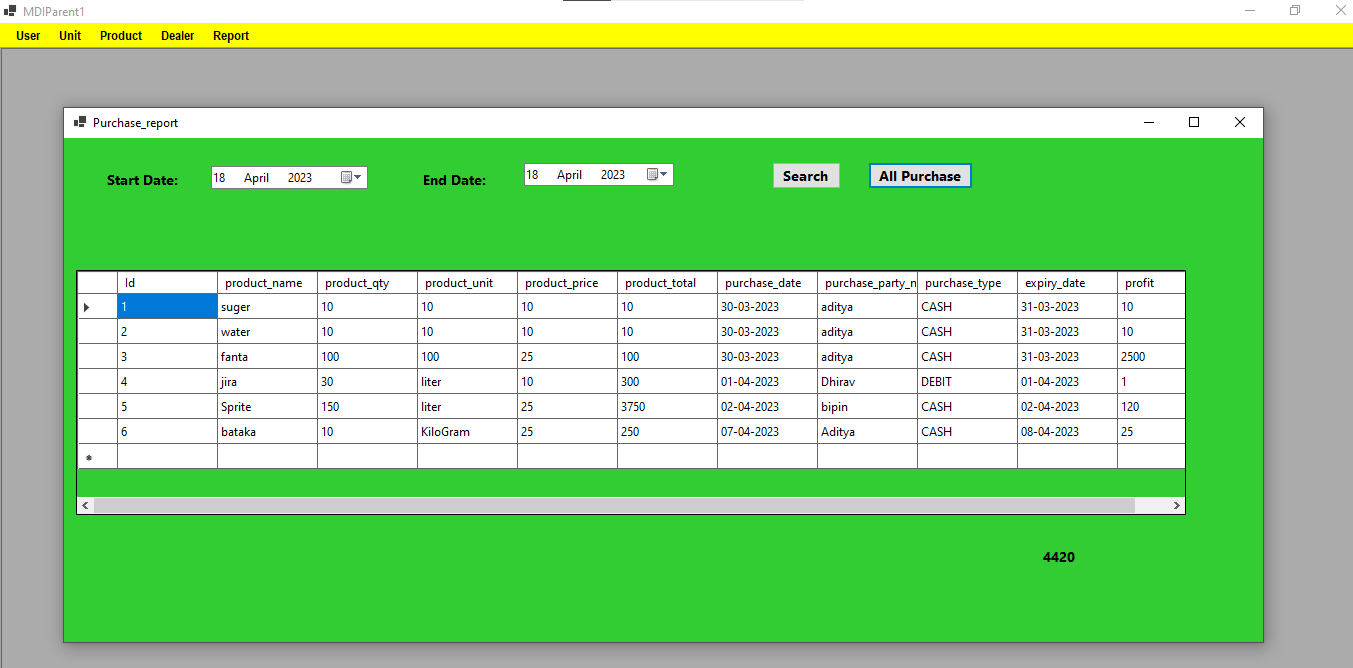 MDIParent1
User Unit Product Dealer Report
Purchase_report
Start Date: 18 April 2023 End Date: 18 April 2023 Search All Purchase
Id product_name product_qty product_unit product_price product_total purchase_date purchase_party_n purchase_type expiry_date profit
1 suger 10 10 10 10 30-03-2023 aditya CASH 31-03-2023 10
2 water 10 10 10 10 30-03-2023 aditya CASH 31-03-2023 10
3 fanta 100 100 25 100 30-03-2023 aditya CASH 31-03-2023 2500
4 jira 30 liter 10 300 01-04-2023 Dhirav DEBIT 01-04-2023 1
5 Sprite 150 liter 25 3750 02-04-2023 bipin CASH 02-04-2023 120
6 bataka 10 KiloGram 25 250 07-04-2023 Aditya CASH 08-04-2023 25
4420